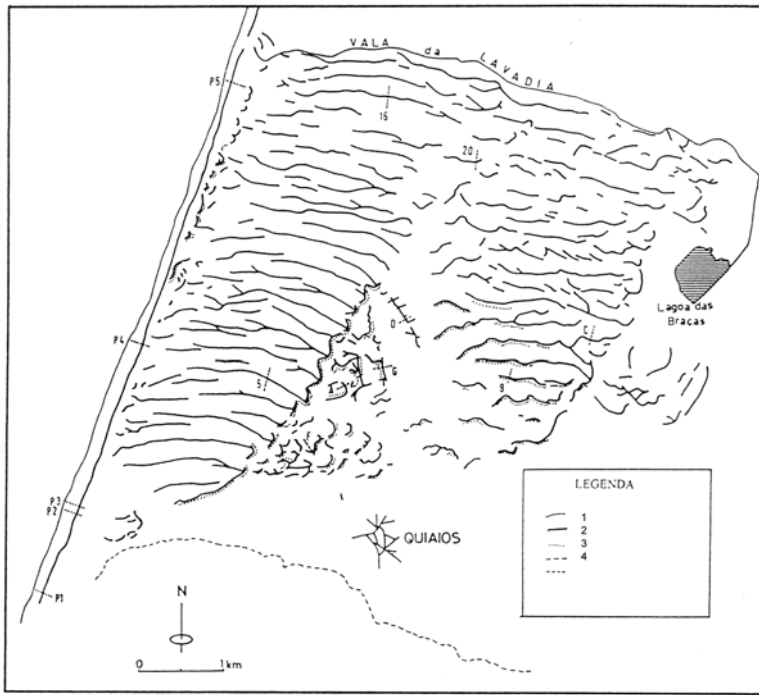 VALA da LAVADIA
P5
16
20
Lagoa das
Braças
D
C
P4
5
A
G
9
P3
P2
LEGENDA
1
2
3
4
QUIAIOS
P1
N
0 1km